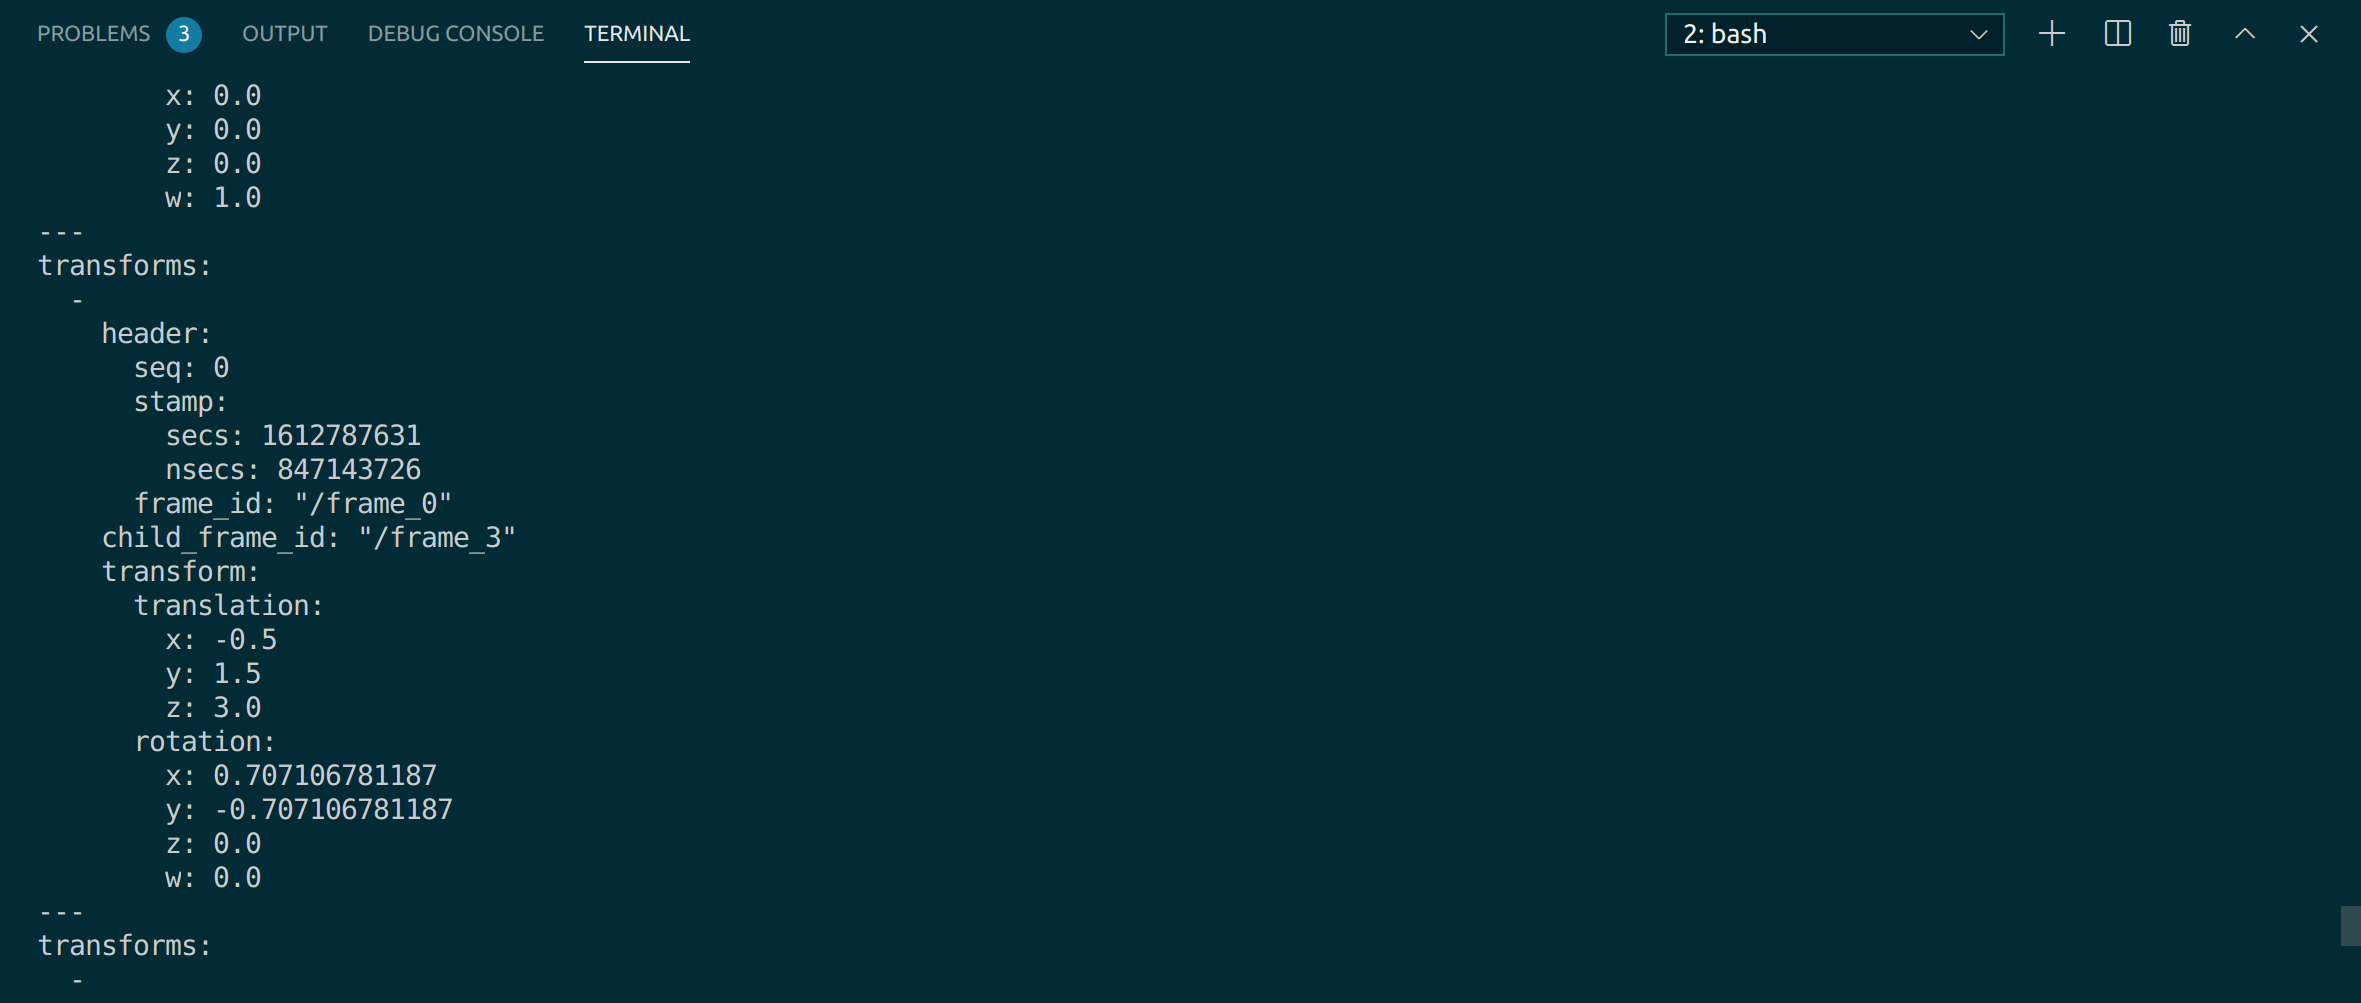 PROBLEMS 3 OUTPUT DEBUG CONSOLE TERMINAL 2: bash
x: 0.0
y: 0.0
z: 0.0
w: 1.0
---
transforms:
-
header:
seq: 0
stamp:
secs: 1612787631
nsecs: 847143726
frame_id: "/frame_0"
child_frame_id: "/frame_3"
transform:
translation:
x: -0.5
y: 1.5
z: 3.0
rotation:
x: 0.707106781187
y: -0.707106781187
z: 0.0
w: 0.0
---
transforms:
-